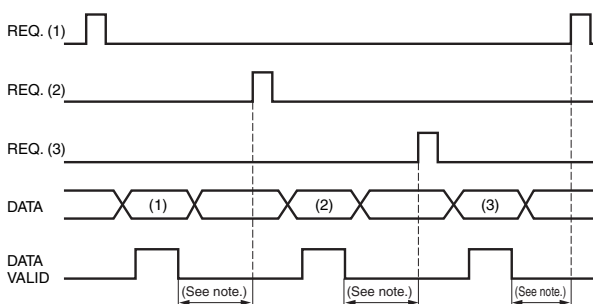 REQ. (1)
REQ. (2)
REQ. (3)
DATA
(1)
(2)
(3)
DATA
VALID
(See note.)
(See note.)
(See note.)